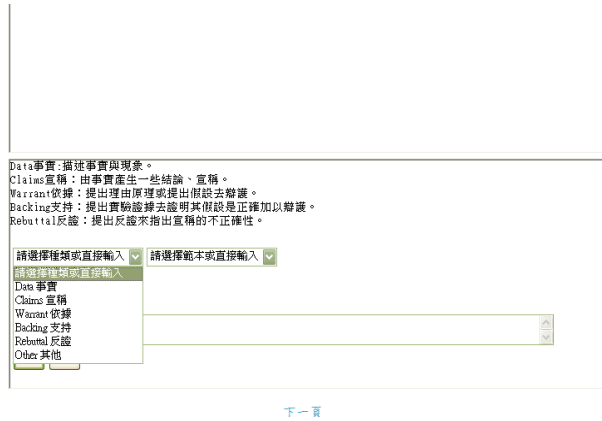 Data事實:描述事實與現象。
Claims宣稱：由事實產生一些結論、宣稱。
Warrant依據：提出理由原理或提出假設去辯護。
Backing支持：提出實驗證據去證明其假設是正確加以辯護。
Rebuttal反證：提出反證來指出宣稱的不正確性。
請選擇種類或直接輸入 請選擇範本或直接輸入
請選擇種類或直接輸入
Data 事實
Claims 宣稱
Warrant 依據
Backing 支持
Rebuttal 反證
Other 其他
下一頁